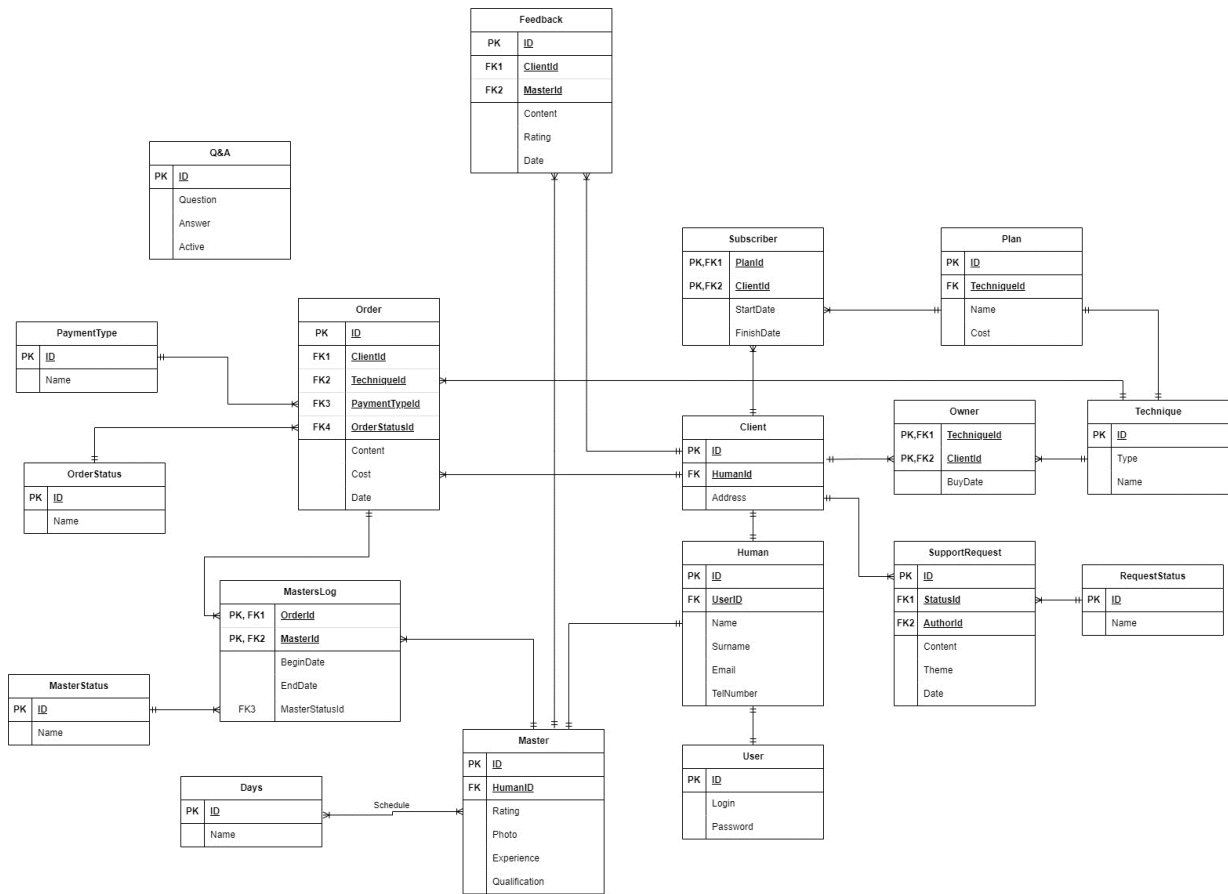 Feedback
PK ID
FK1 ClientId
FK2 MasterId
Content
Rating
Date
Q&A
PK ID
Question
Answer
Active
Subscriber
PK,FK1 PlanId
PK,FK2 ClientId
StartDate
FinishDate
Plan
PK ID
FK TechniqueId
Name
Cost
Order
PK ID
FK1 ClientId
FK2 TechniqueId
FK3 PaymentTypeId
FK4 OrderStatusId
Content
Cost
Date
PaymentType
PK ID
Name
OrderStatus
PK ID
Name
Client
PK ID
FK HumanId
Address
Owner
PK,FK1 TechniqueId
PK,FK2 ClientId
BuyDate
Technique
PK ID
Type
Name
Human
PK ID
FK UserID
Name
Surname
Email
TelNumber
SupportRequest
PK ID
FK1 StatusId
FK2 AuthorId
Content
Theme
Date
RequestStatus
PK ID
Name
MastersLog
PK, FK1 OrderId
PK, FK2 MasterId
BeginDate
EndDate
FK3 MasterStatusId
MasterStatus
PK ID
Name
Master
PK ID
FK HumanID
Rating
Photo
Experience
Qualification
User
PK ID
Login
Password
Days
PK ID
Name
Schedule